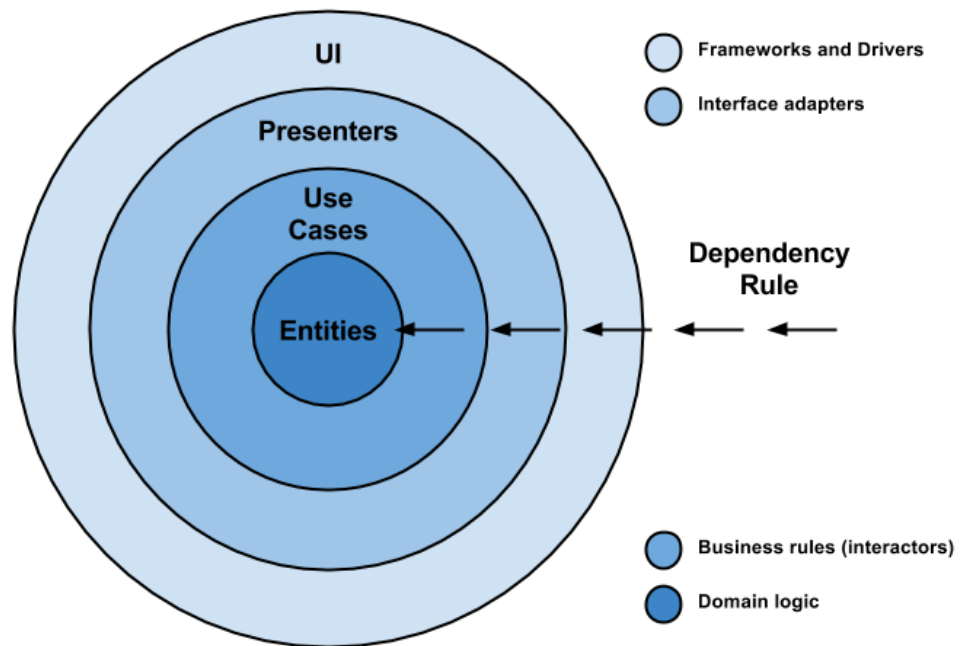 UI
Presenters
Use
Cases
Entities
Frameworks and Drivers
Interface adapters
Dependency
Rule
Business rules (interactors)
Domain logic